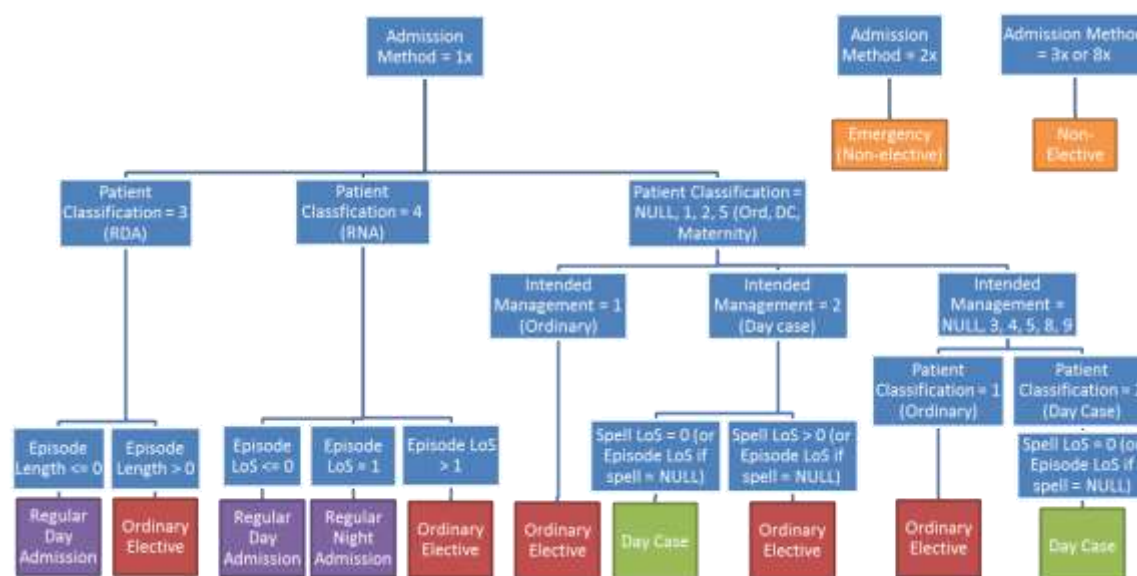 Admission
Method = 1x
Admission
Method = 2x
Admission Method
= 3x or 8x
Emergency
(Non-elective)
Non-
Elective
Patient
Classification = 3
(RDA)
Patient
Classfication = 4
(RNA)
Patient Classification =
NULL, 1, 2, 5 (Ord, DC,
Maternity)
Intended
Management = 1
(Ordinary)
Intended
Management = 2
(Day case)
Intended
Management =
NULL, 3, 4, 5, 8, 9
Patient
Classification = 1
(Ordinary)
Patient
Classification =
(Day Case)
Episode
Length <= 0
Episode
Length > 0
Episode
LoS <= 0
Episode
LoS = 1
Episode LoS
> 1
Spell LoS = 0 (or
Episode LoS if
spell = NULL)
Spell LoS > 0 (or
Episode LoS if
spell = NULL)
Spell LoS = 0 (or
Episode LoS if
spell = NULL)
Regular
Day
Admission
Ordinary
Elective
Regular
Day
Admission
Regular
Night
Admission
Ordinary
Elective
Ordinary
Elective
Day Case
Ordinary
Elective
Ordinary
Elective
Day Case